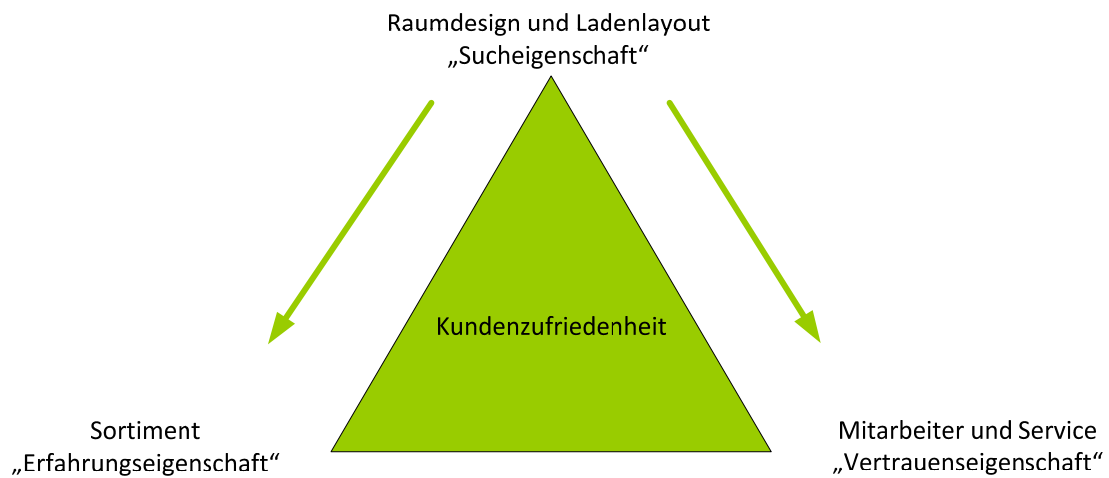 Raumdesign und Ladenlayout
„Sucheigenschaft“
Kundenzufriedenheit
Sortiment
„Erfahrungseigenschaft“
Mitarbeiter und Service
„Vertrauenseigenschaft“